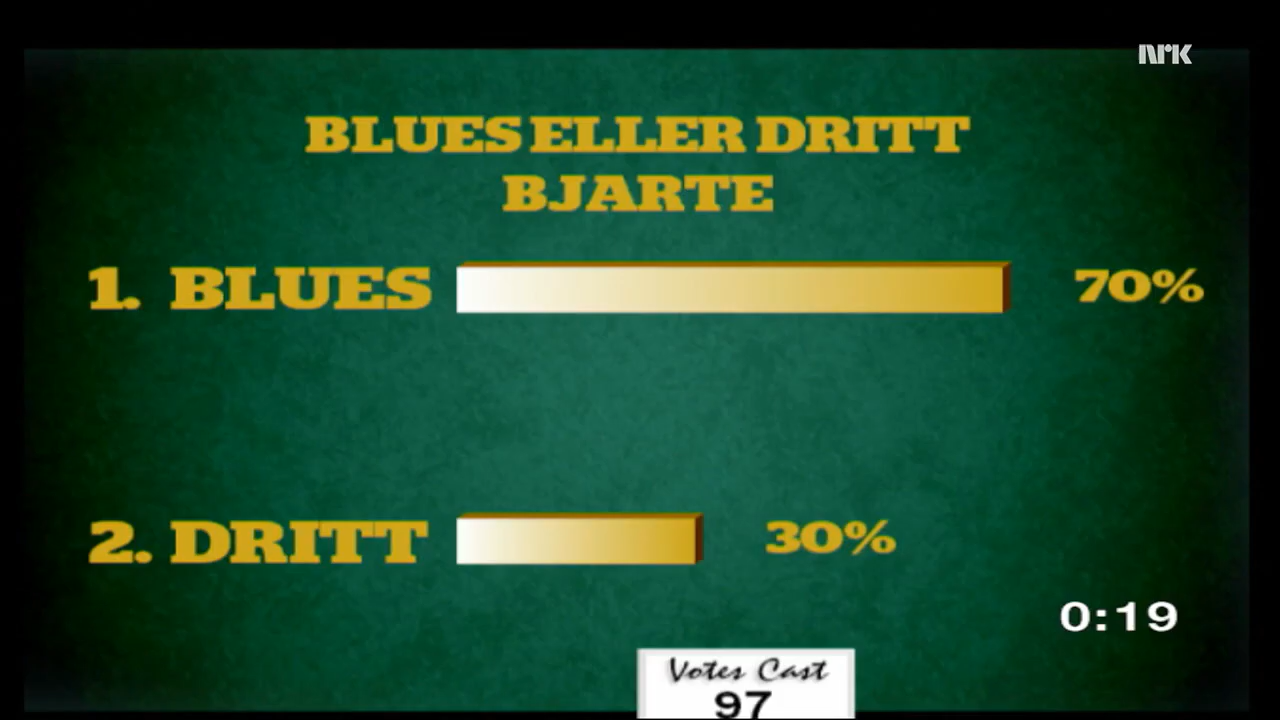 NRK
BLUES ELLER DRITT
BJARTE
1. BLUES 70%
2. DRITT 30%
0:19
Votes Cast
97